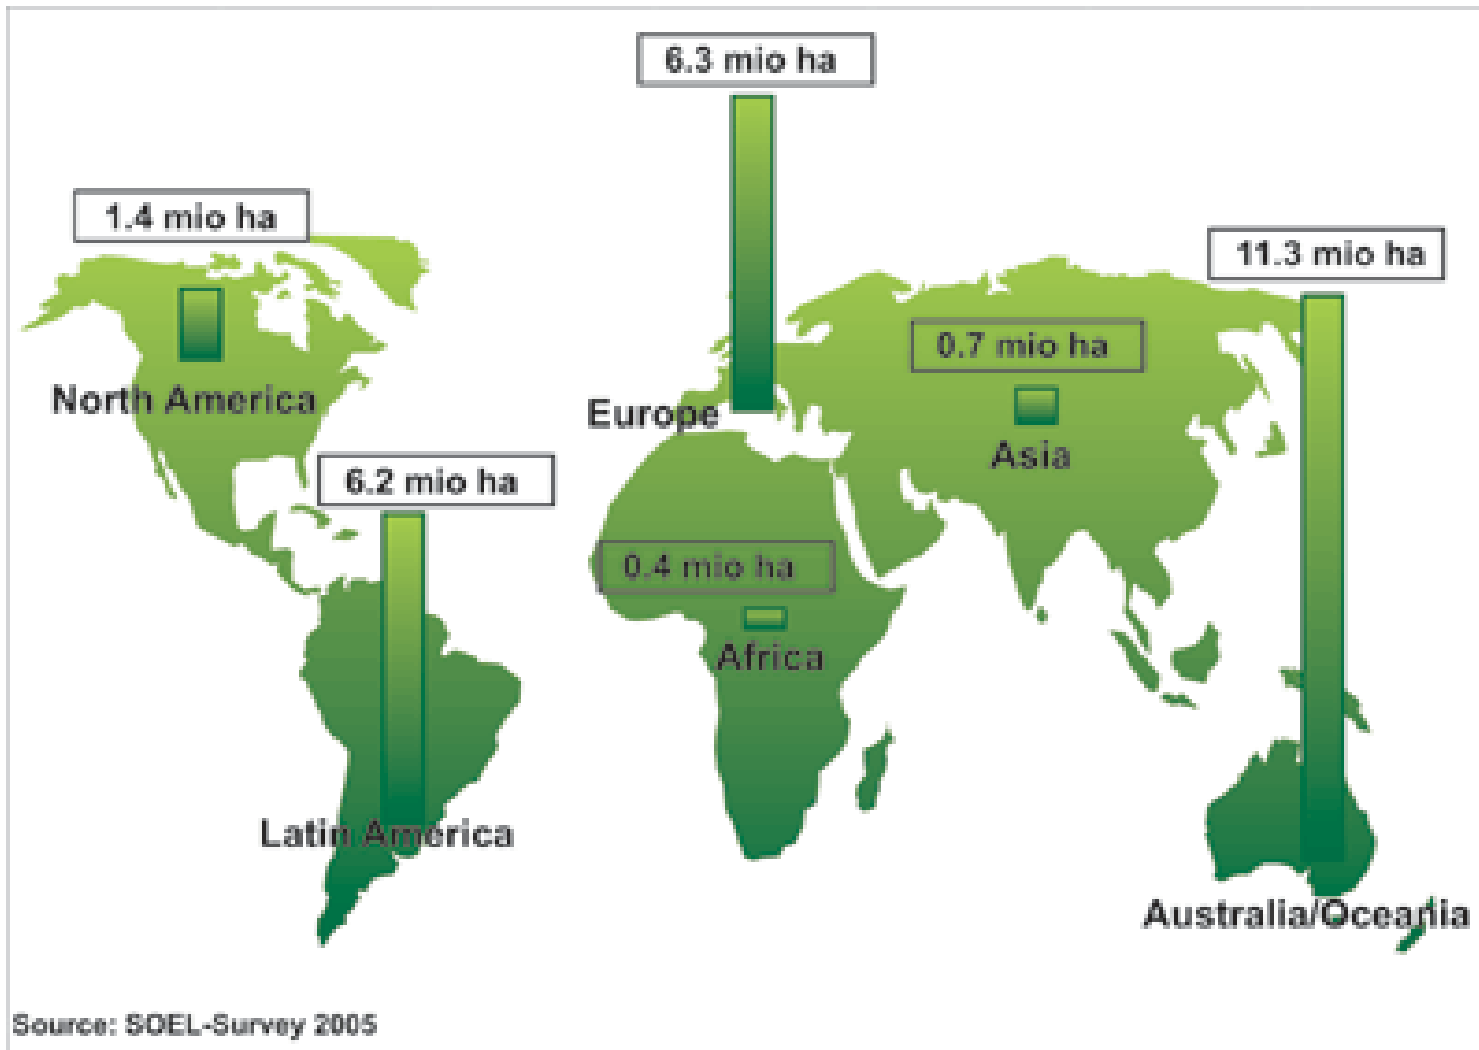 6.3 mio ha
1.4 mio ha
11.3 mio ha
0.7 mio ha
North America
Europe
Asia
6.2 mio ha
0.4 mio ha
Africa
Latin America
Australia/Oceania
Source: SOEL-Survey 2005